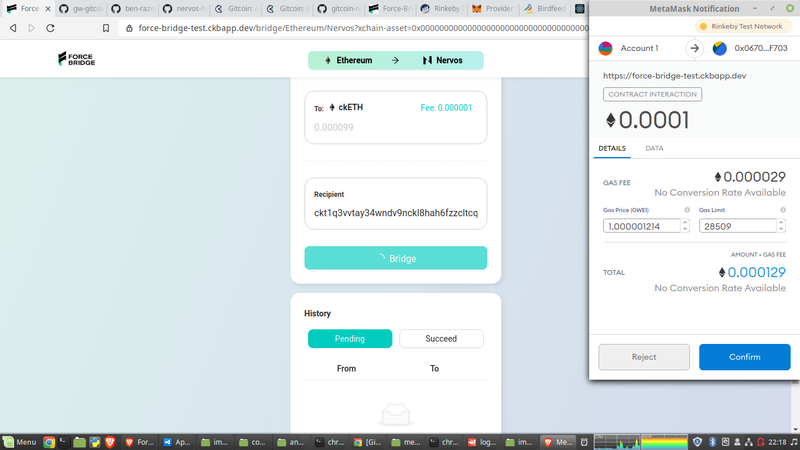 Force
gw-gitco
ben-razo
nervos-h
Gitcoin: A
Gitcoin: A
gitcoin-ne
Force-Bri
Rinkeby
Provider
Birdfeed
force-bridge-test.ckbapp.dev/bridge/Ethereum/Nervos?xchain-asset=0x000000000000000000000000000000
FORCE
BRIDGE
Ethereum
Nervos
To: ckETH
Fee: 0.000001
0.000099
Recipient
ckt1q3vvtay34wndv9nckl8hah6fzzcltcq
Bridge
History
Pending
Succeed
From
To
MetaMask Notification
Rinkeby Test Network
Account 1
0x0670...F703
https://force-bridge-test.ckbapp.dev
CONTRACT INTERACTION
0.0001
DETAILS
DATA
GAS FEE
0.000029
No Conversion Rate Available
Gas Price (GWEI)
Gas Limit
1.000001214
28509
AMOUNT + GAS FEE
TOTAL
0.000129
No Conversion Rate Available
Reject
Confirm
Menu
For...
Ap...
im...
co...
an...
chr...
[Gi...
me...
chr...
log...
im...
Me...
22:18